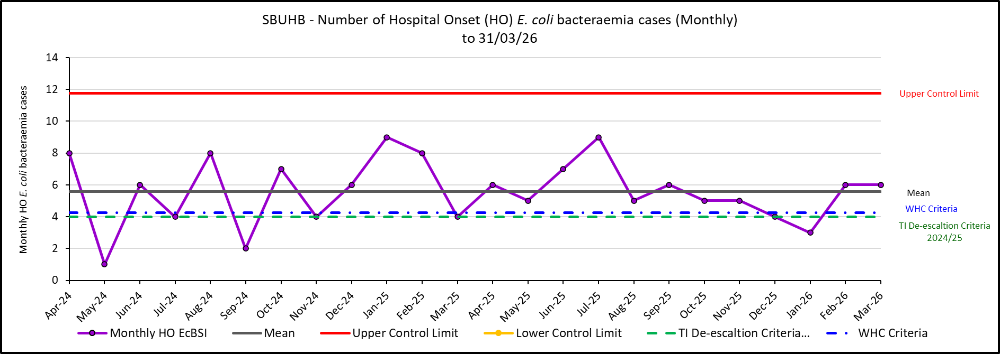 SBUHB - Number of Hospital Onset (HO) E. coli bacteraemia cases (Monthly)
to 31/03/26
Monthly HO E. coli bacteraemia cases
14
12
10
8
6
4
2
0
Upper Control Limit
Mean
WHC Criteria
TI De-escaltion Criteria
2024/25
Apr-24
May-24
Jun-24
Jul-24
Aug-24
Sep-24
Oct-24
Nov-24
Dec-24
Jan-25
Feb-25
Mar-25
Apr-25
May-25
Jun-25
Jul-25
Aug-25
Sep-25
Oct-25
Nov-25
Dec-25
Jan-26
Feb-26
Mar-26
Monthly HO EcBSI
Mean
Upper Control Limit
Lower Control Limit
TI De-escaltion Criteria...
WHC Criteria